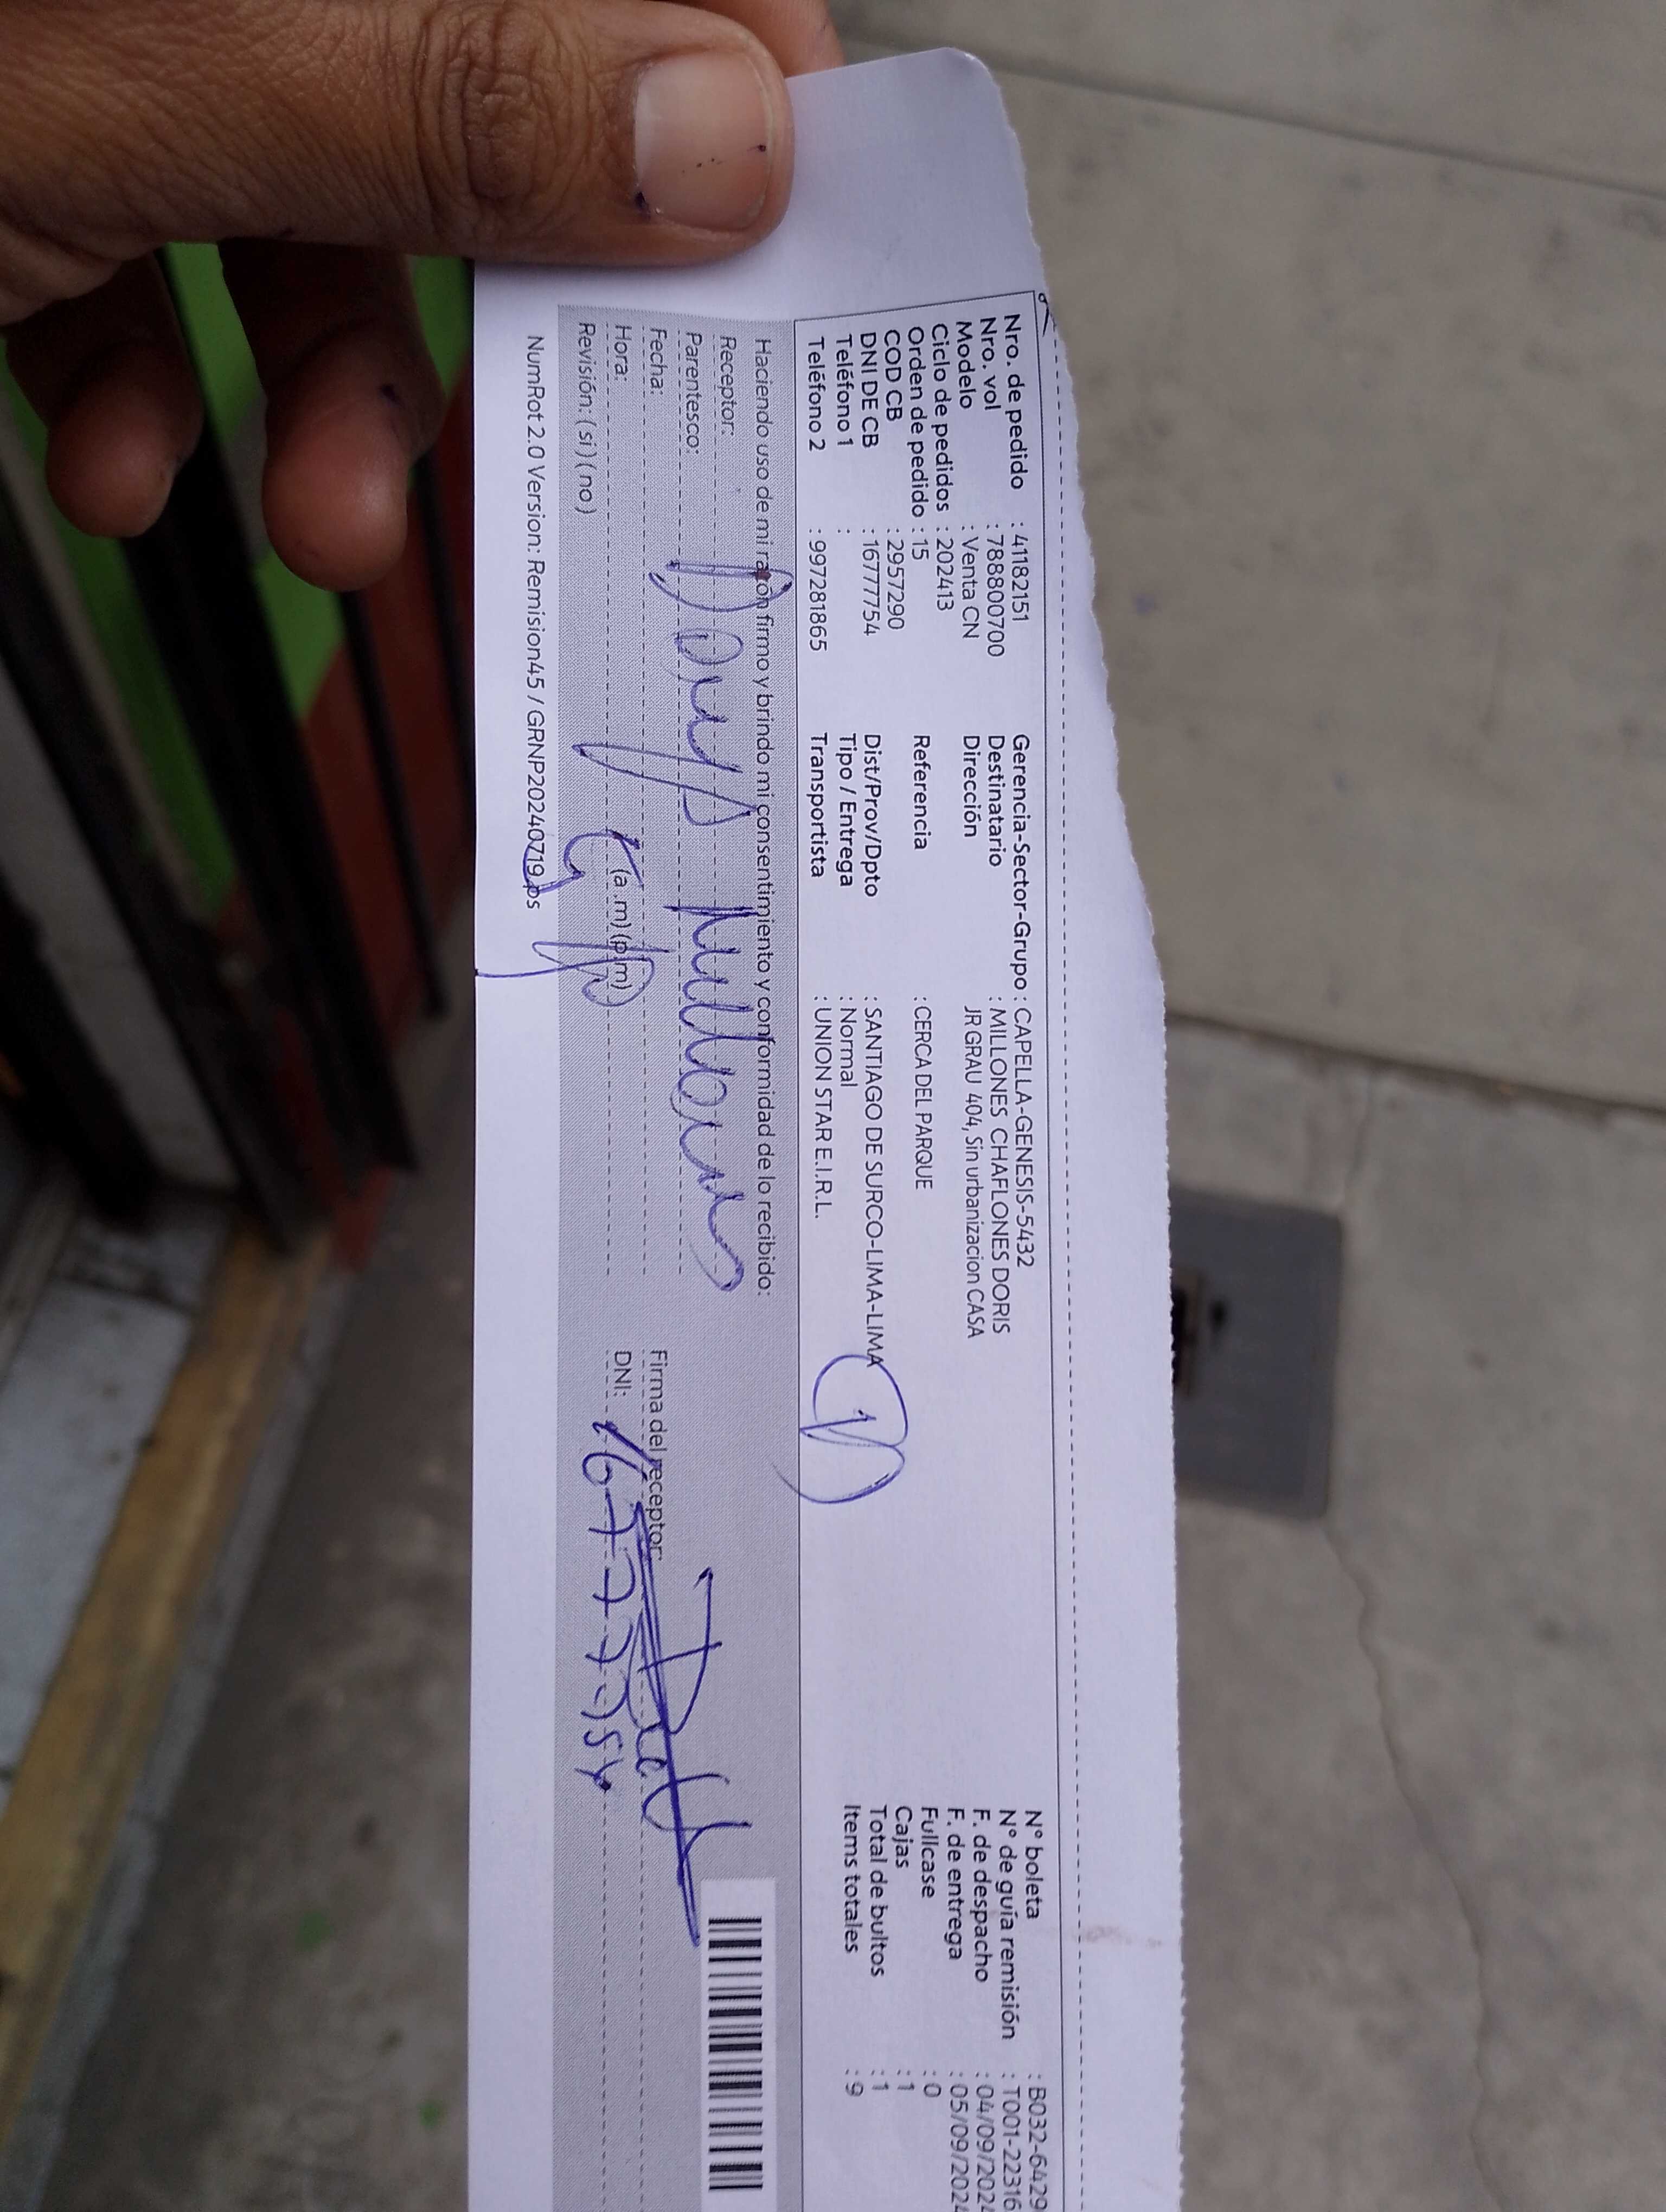 Nro. de pedido : 41182151
Nro. vol : 7888800700
Modelo : Venta CN
Ciclo de pedidos : 202413
Orden de pedido : 15
COD CB : 2957290
DNI DE CB : 16777754
Teléfono 1 :
Teléfono 2 : 997281865
Gerencia-Sector-Grupo : CAPELLA-GENESIS-5432
Destinatario : MILLONES CHAFLONES DORIS
Dirección JR GRAU 404, Sin urbanizacion CASA
Referencia : CERCA DEL PARQUE
Dist/Prov/Dpto : SANTIAGO DE SURCO-LIMA-LIMA
Tipo / Entrega : Normal
Transportista : UNION STAR E.I.R.L.
N° boleta : B032-6429
N° de guía remisión : T001-22316
F. de despacho : 04/09/2024
F. de entrega : 05/09/2024
Fullcase : 0
Cajas : 1
Total de bultos : 1
Items totales : 9
Haciendo uso de mi razón firmo y brindo mi consentimiento y conformidad de lo recibido:
Receptor:
Parentesco: Millones
Fecha:
Hora: (a.m) (p.m)
Revisión: ( si ) ( no )
Firma del receptor:
DNI: 16777754
NumRot 2.0 Version: Remision45 / GRNP20240719.ps